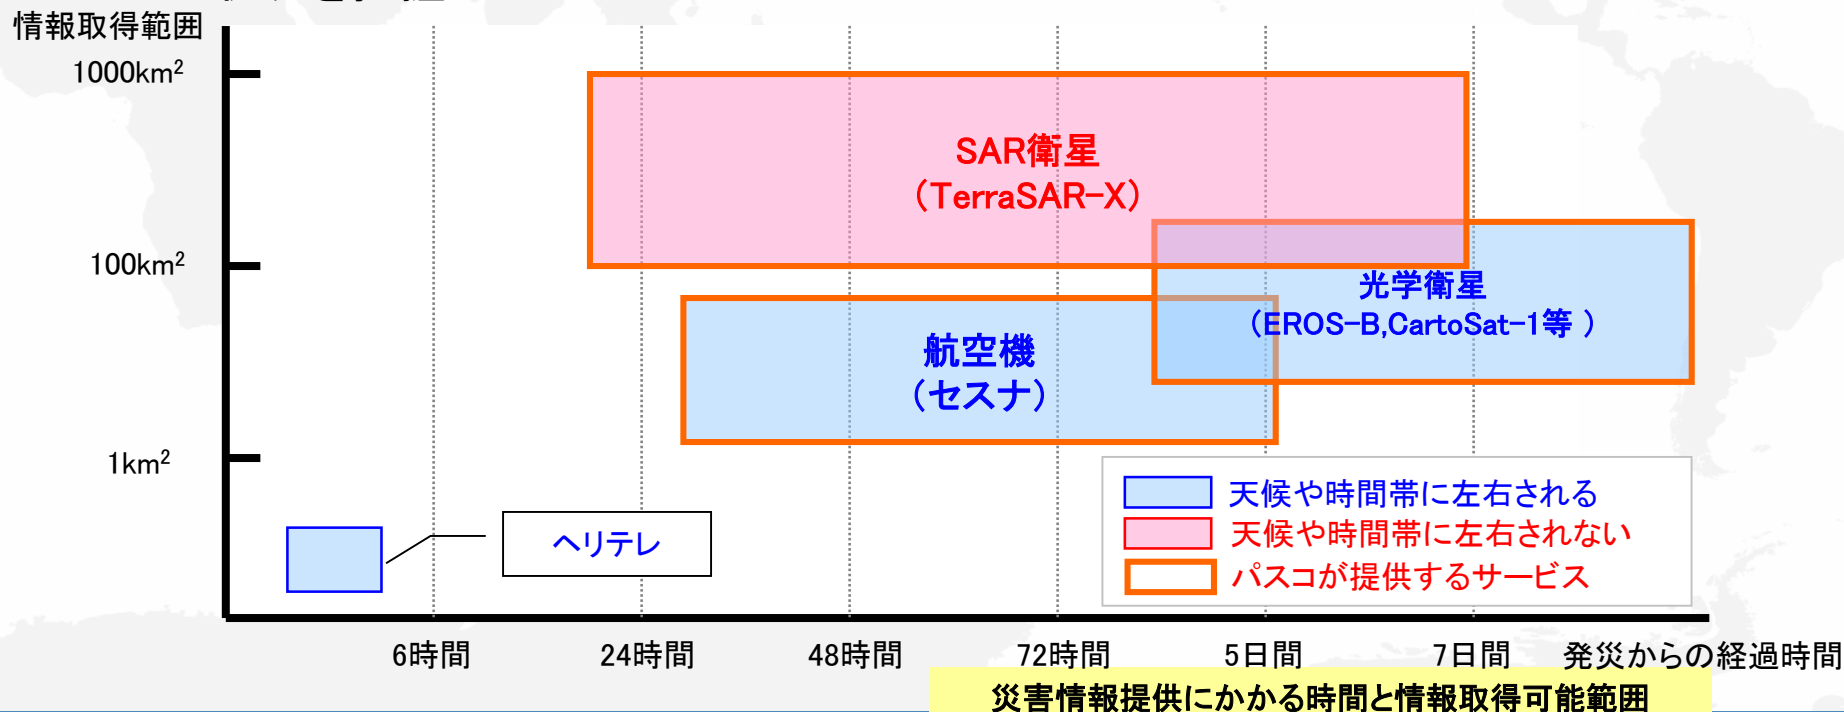 情報取得範囲
1000km²
100km²
1km²
SAR衛星
（TerraSAR-X）
光学衛星
（EROS-B,CartoSat-1等 ）
航空機
（セスナ）
ヘリテレ
天候や時間帯に左右される
天候や時間帯に左右されない
パスコが提供するサービス
6時間
24時間
48時間
72時間
5日間
7日間
発災からの経過時間
災害情報提供にかかる時間と情報取得可能範囲